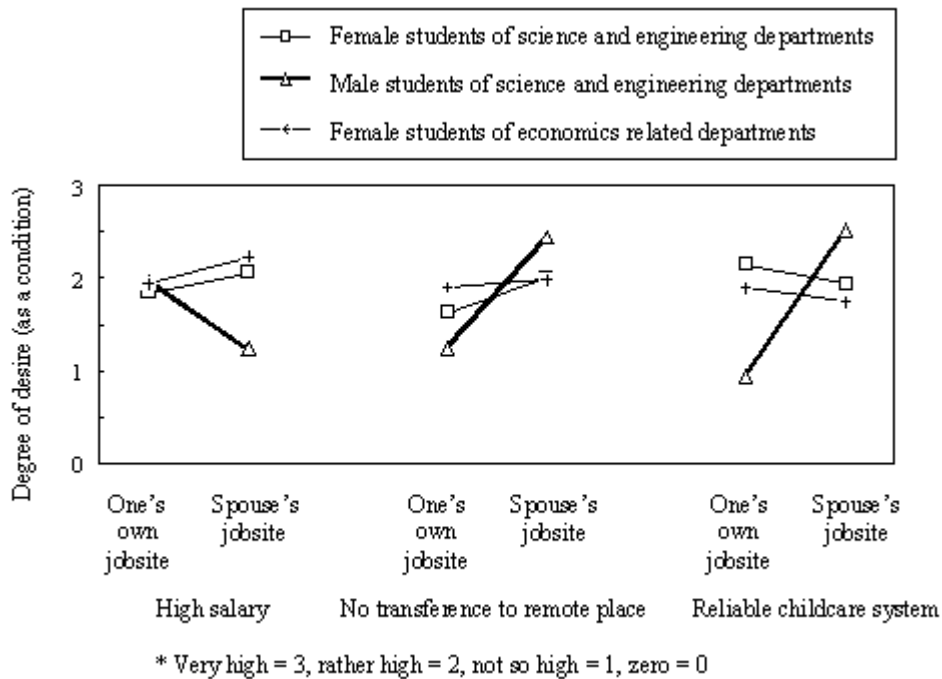 Female students of science and engineering departments
Male students of science and engineering departments
Female students of economics related departments
Degree of desire (as a condition)
3
2
1
0
One's own jobsite
Spouse's jobsite
One's own jobsite
Spouse's jobsite
One's own jobsite
Spouse's jobsite
High salary
No transference to remote place
Reliable childcare system
* Very high = 3, rather high = 2, not so high = 1, zero = 0